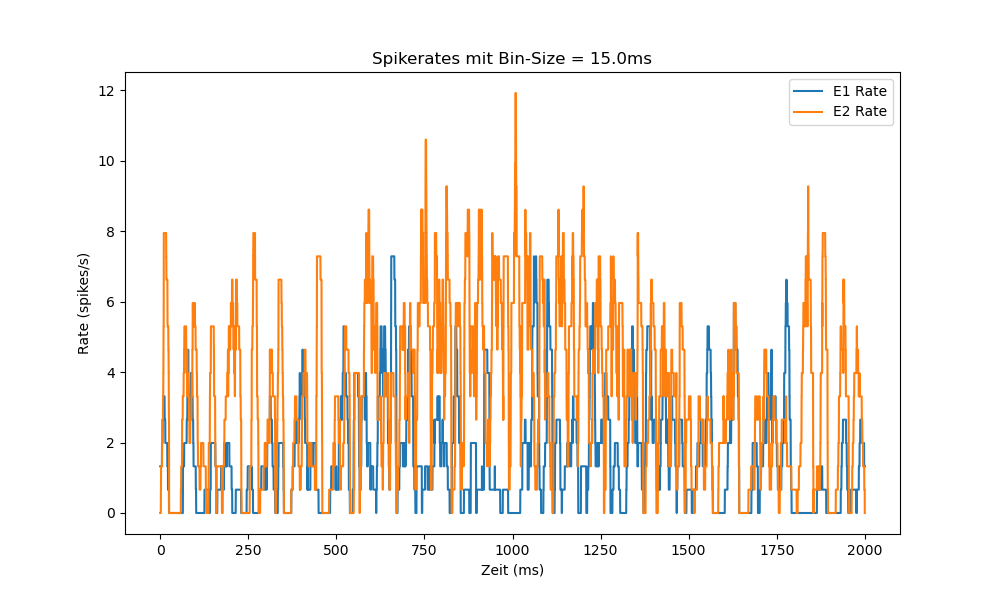 Spikerates mit Bin-Size = 15.0ms
E1 Rate
E2 Rate
Rate (spikes/s)
12
10
8
6
4
2
0
0 250 500 750 1000 1250 1500 1750 2000
Zeit (ms)